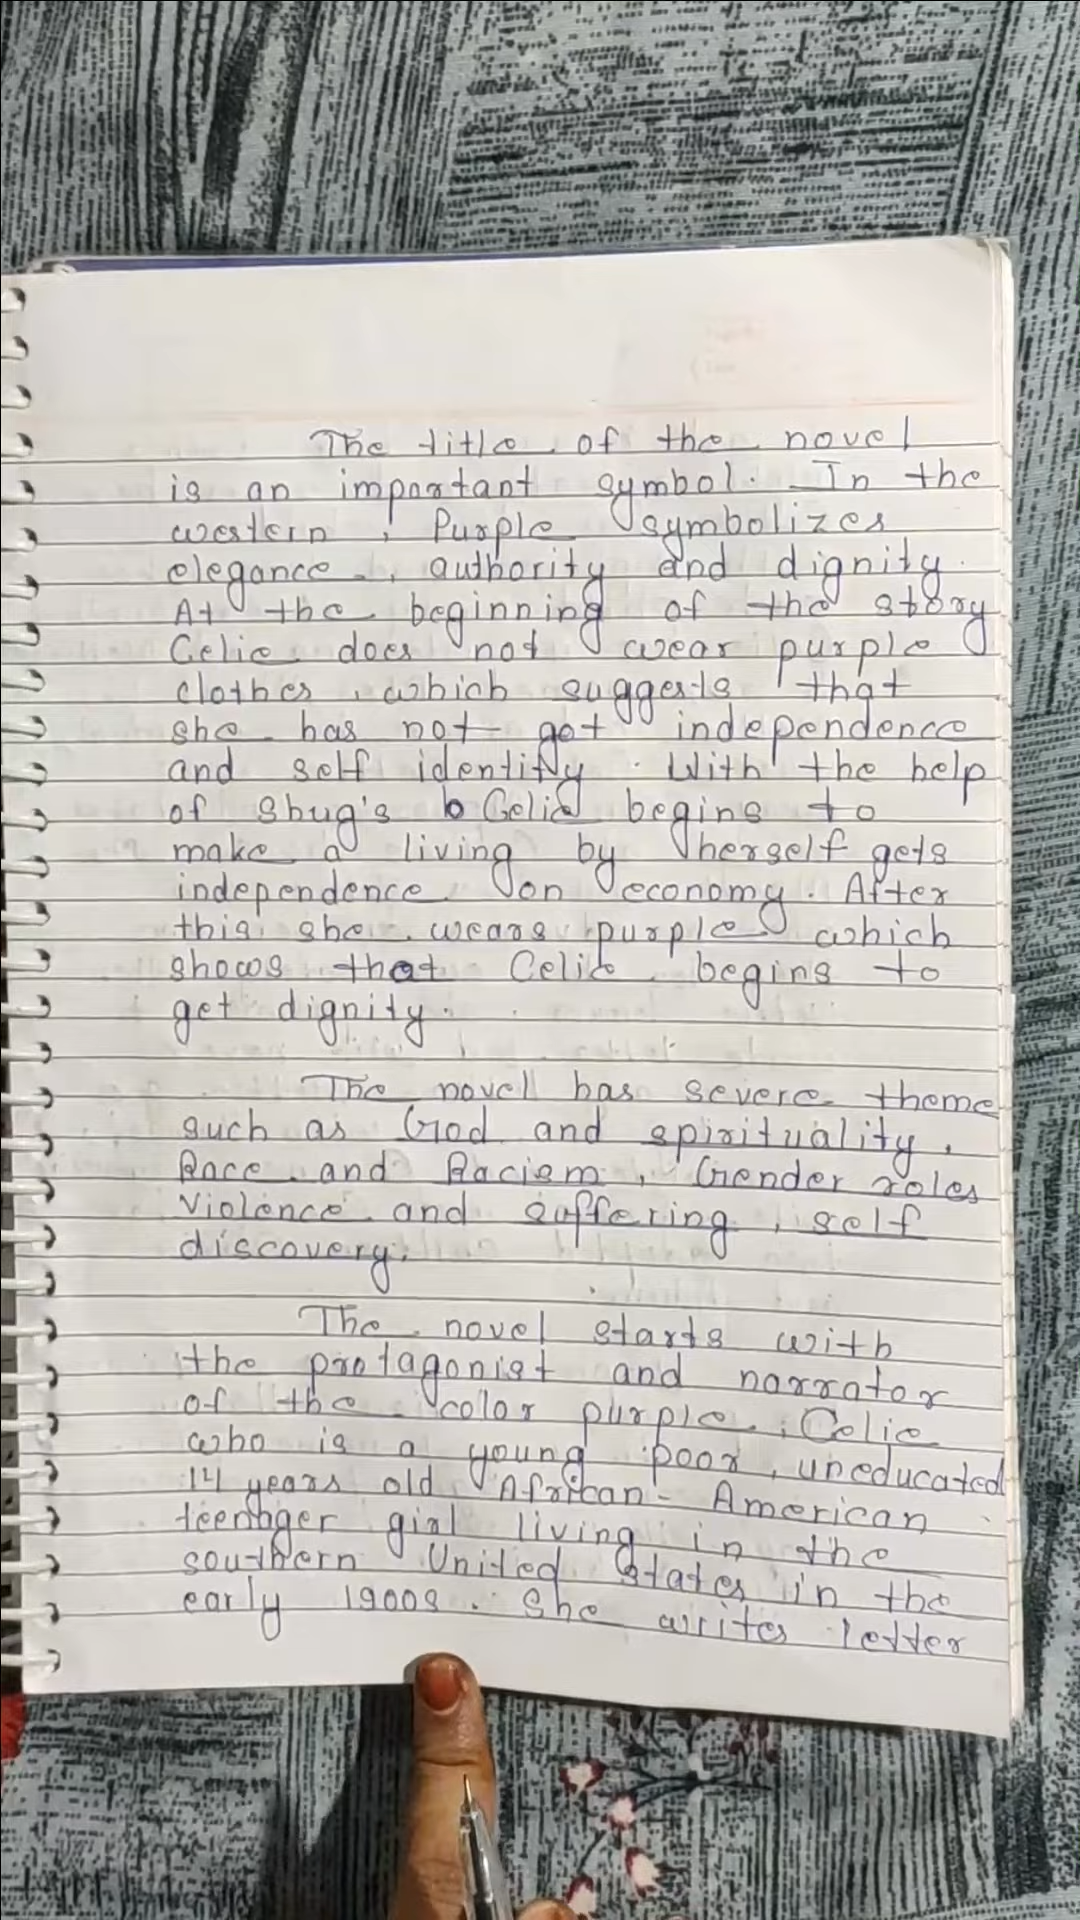 The title of the novel
is an important symbol. In the
western, Purple symbolizes
elegance, authority and dignity.
At the beginning of the story
Celie does not wear purple
clothes, which suggests that
she has not got independence
and self identity. With the help
of Shug's Celie begins to
make a living by herself gets
independence on economy. After
this she wears purple which
shows that Celie begins to
get dignity.
The novel has severe theme
such as God and spirituality,
Race and Racism, Gender roles
Violence and suffering, self
discovery.
The novel starts with
the protagonist and narrator
of the color purple. Celie
who is a young poor, uneducated
14 years old African-American
teenager girl living in the
southern United States in the
early 1900s. She writes letter